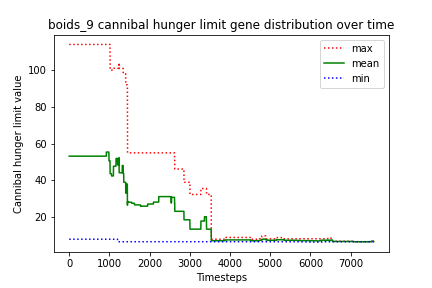 boids_9 cannibal hunger limit gene distribution over time
max
mean
min
Cannibal hunger limit value
100
80
60
40
20
0
1000
2000
3000
4000
5000
6000
7000
Timesteps